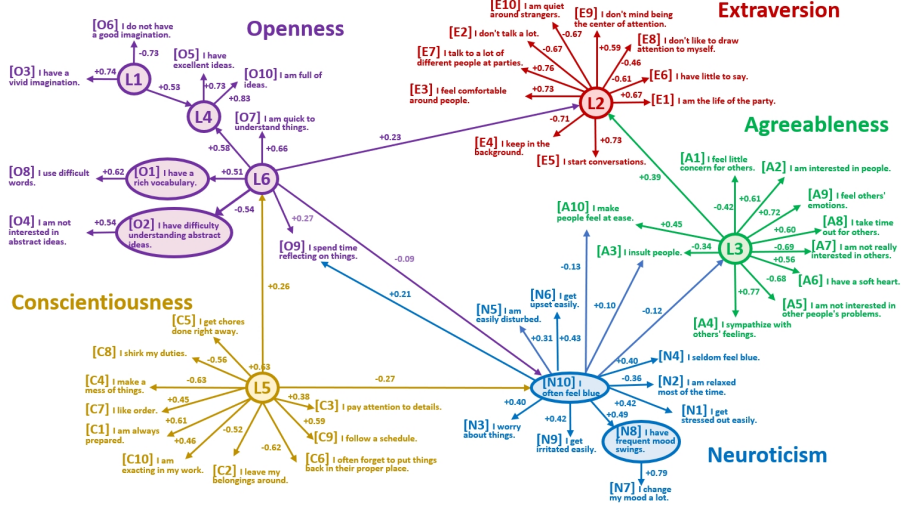 Openness
[O6] I do not have
a good imagination.
-0.73
[O3] I have a
vivid imagination.
+0.74
L1
+0.53
[O5] I have
excellent ideas.
+0.73
[O10] I am full of
ideas.
+0.83
L4
[O7] I am quick to
understand things.
+0.58
+0.66
[O8] I use difficult
words.
+0.62
[O1] I have a
rich vocabulary.
+0.51
L6
-0.54
[O4] I am not
interested in
abstract ideas.
+0.54
[O2] I have difficulty
understanding abstract
ideas.
+0.27
[O9] I spend time
reflecting on things.
+0.23
-0.09
+0.21
+0.26
Extraversion
[E10] I am quiet
around strangers.
-0.67
[E9] I don't mind being
the center of attention.
+0.59
[E2] I don't talk a lot.
-0.67
[E8] I don't like to draw
attention to myself.
-0.46
[E7] I talk to a lot of
different people at parties.
+0.76
-0.61
[E6] I have little to say.
[E3] I feel comfortable
around people.
+0.73
L2
+0.67
[E1] I am the life of the party.
-0.71
[E4] I keep in the
background.
+0.73
[E5] I start conversations.
+0.39
Agreeableness
[A1] I feel little
concern for others.
-0.42
[A2] I am interested in people.
+0.61
[A9] I feel others'
emotions.
+0.72
[A10] I make
people feel at ease.
+0.45
+0.60
[A8] I take time
out for others.
[A3] I insult people.
-0.34
L3
-0.69
[A7] I am not really
interested in others.
+0.56
[A6] I have a soft heart.
-0.68
[A5] I am not interested in
other people's problems.
+0.77
[A4] I sympathize with
others' feelings.
-0.13
+0.10
-0.12
Conscientiousness
[C5] I get chores
done right away.
+0.63
[C8] I shirk my duties.
-0.56
[C4] I make a
mess of things.
-0.63
L5
-0.27
[C7] I like order.
+0.45
+0.38
[C3] I pay attention to details.
[C1] I am always
prepared.
+0.61
+0.59
[C9] I follow a schedule.
+0.46
[C10] I am
exacting in my work.
-0.52
[C2] I leave my
belongings around.
-0.62
[C6] I often forget to put things
back in their proper place.
[N6] I get
upset easily.
+0.43
[N5] I am
easily disturbed.
+0.31
[N10] I
often feel blue.
+0.40
[N4] I seldom feel blue.
-0.36
[N2] I am relaxed
most of the time.
+0.42
[N1] I get
stressed out easily.
+0.40
[N3] I worry
about things.
+0.42
[N9] I get
irritated easily.
+0.49
[N8] I have
frequent mood
swings.
+0.79
[N7] I change
my mood a lot.
Neuroticism